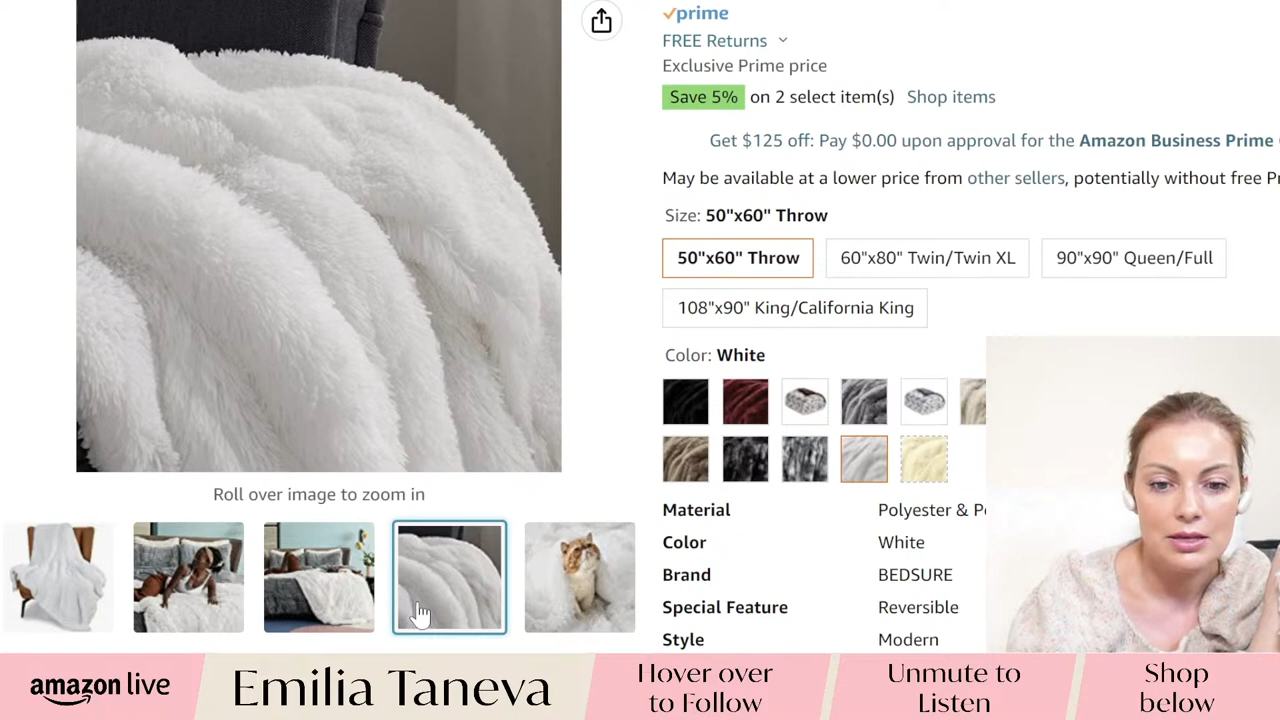 prime
FREE Returns
Exclusive Prime price
Save 5% on 2 select item(s) Shop items
Get $125 off: Pay $0.00 upon approval for the Amazon Business Prime
May be available at a lower price from other sellers, potentially without free
Size: 50"x60" Throw
50"x60" Throw
60"x80" Twin/Twin XL
90"x90" Queen/Full
108"x90" King/California King
Color: White
Roll over image to zoom in
Material Polyester &
Color White
Brand BEDSURE
Special Feature Reversible
Style Modern
amazon live
Emilia Taneva
Hover over
to Follow
Unmute to
Listen
Shop
below